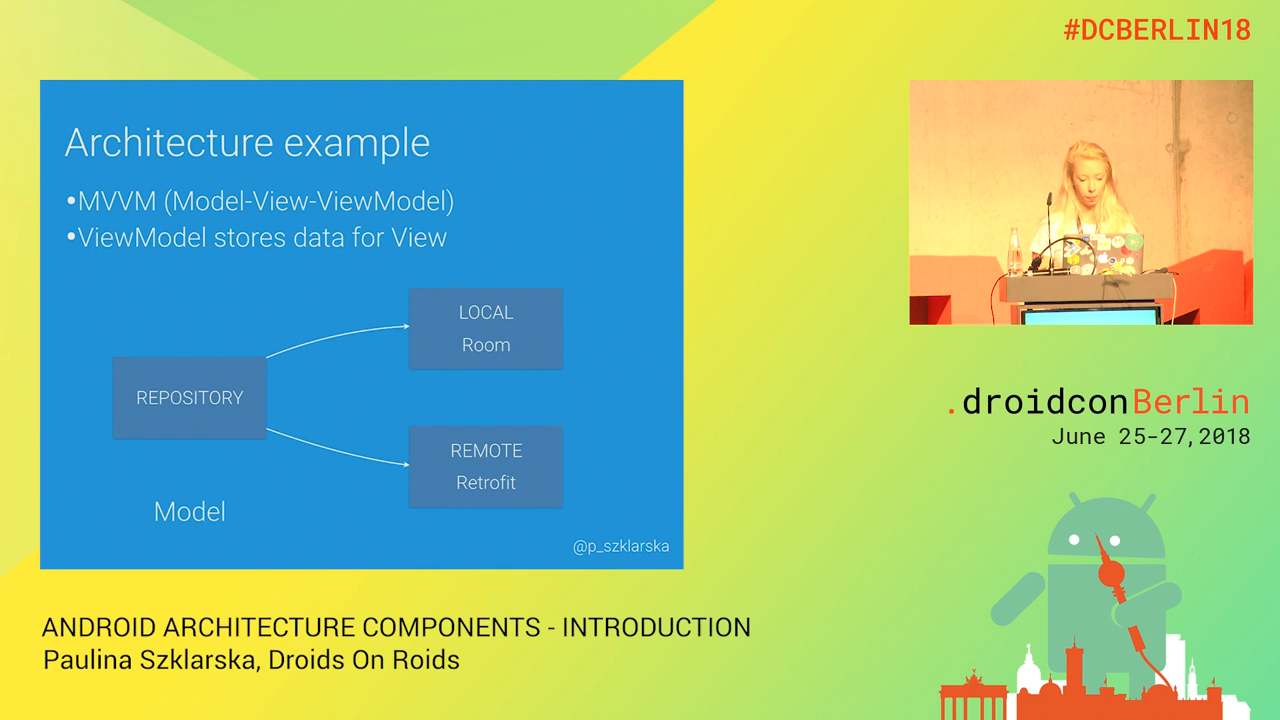 #DCBERLIN18
Architecture example
•MVVM (Model-View-ViewModel)
•ViewModel stores data for View
LOCAL
Room
REPOSITORY
REMOTE
Retrofit
Model
@p_szklarska
.droidconBerlin
June 25-27,2018
ANDROID ARCHITECTURE COMPONENTS - INTRODUCTION
Paulina Szklarska, Droids On Roids